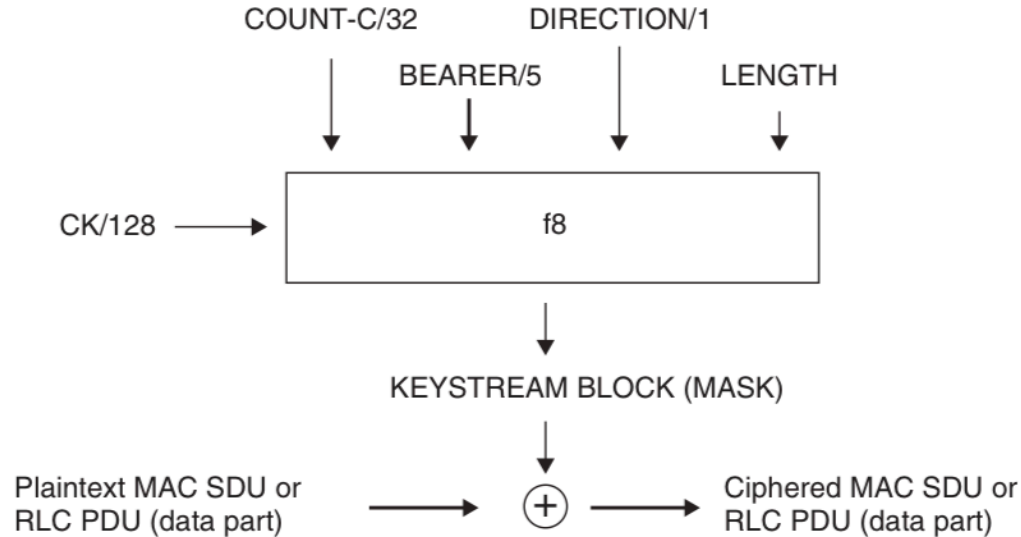 COUNT-C/32 DIRECTION/1
BEARER/5 LENGTH
CK/128 f8
KEYSTREAM BLOCK (MASK)
Plaintext MAC SDU or
RLC PDU (data part)
+
Ciphered MAC SDU or
RLC PDU (data part)